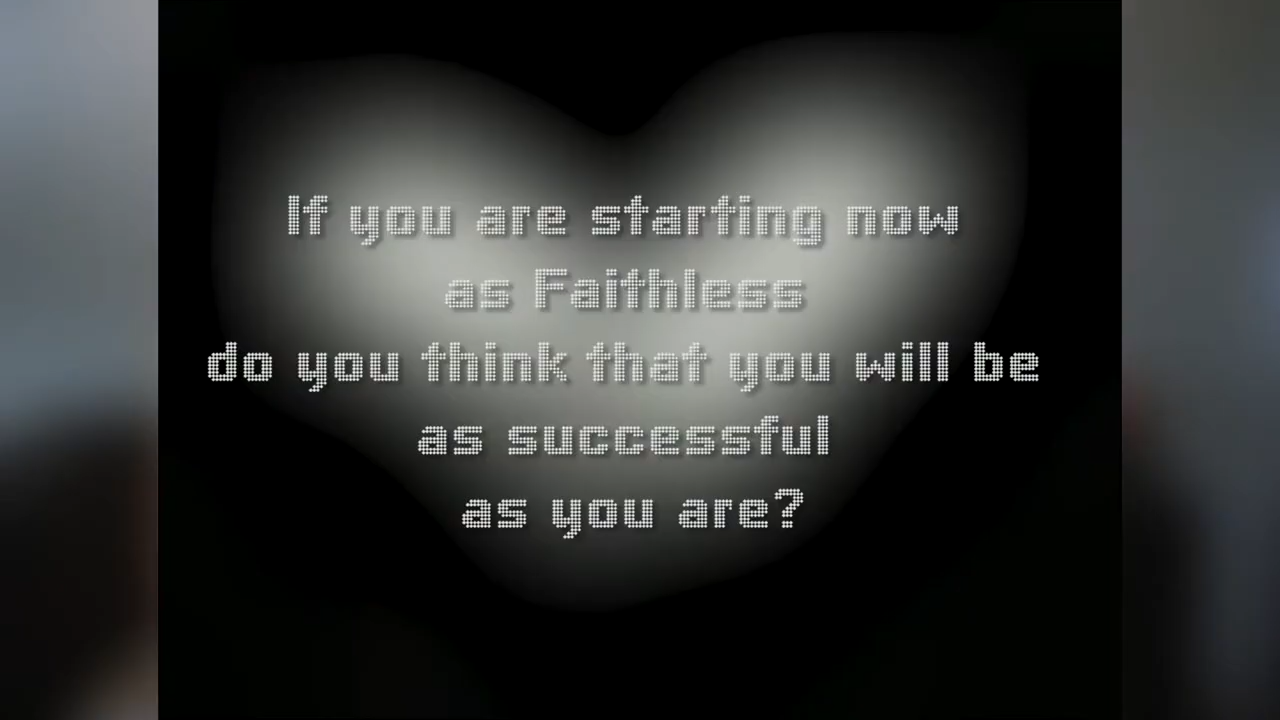 If you are starting now
as Faithless
do you think that you will be
as successful
as you are?